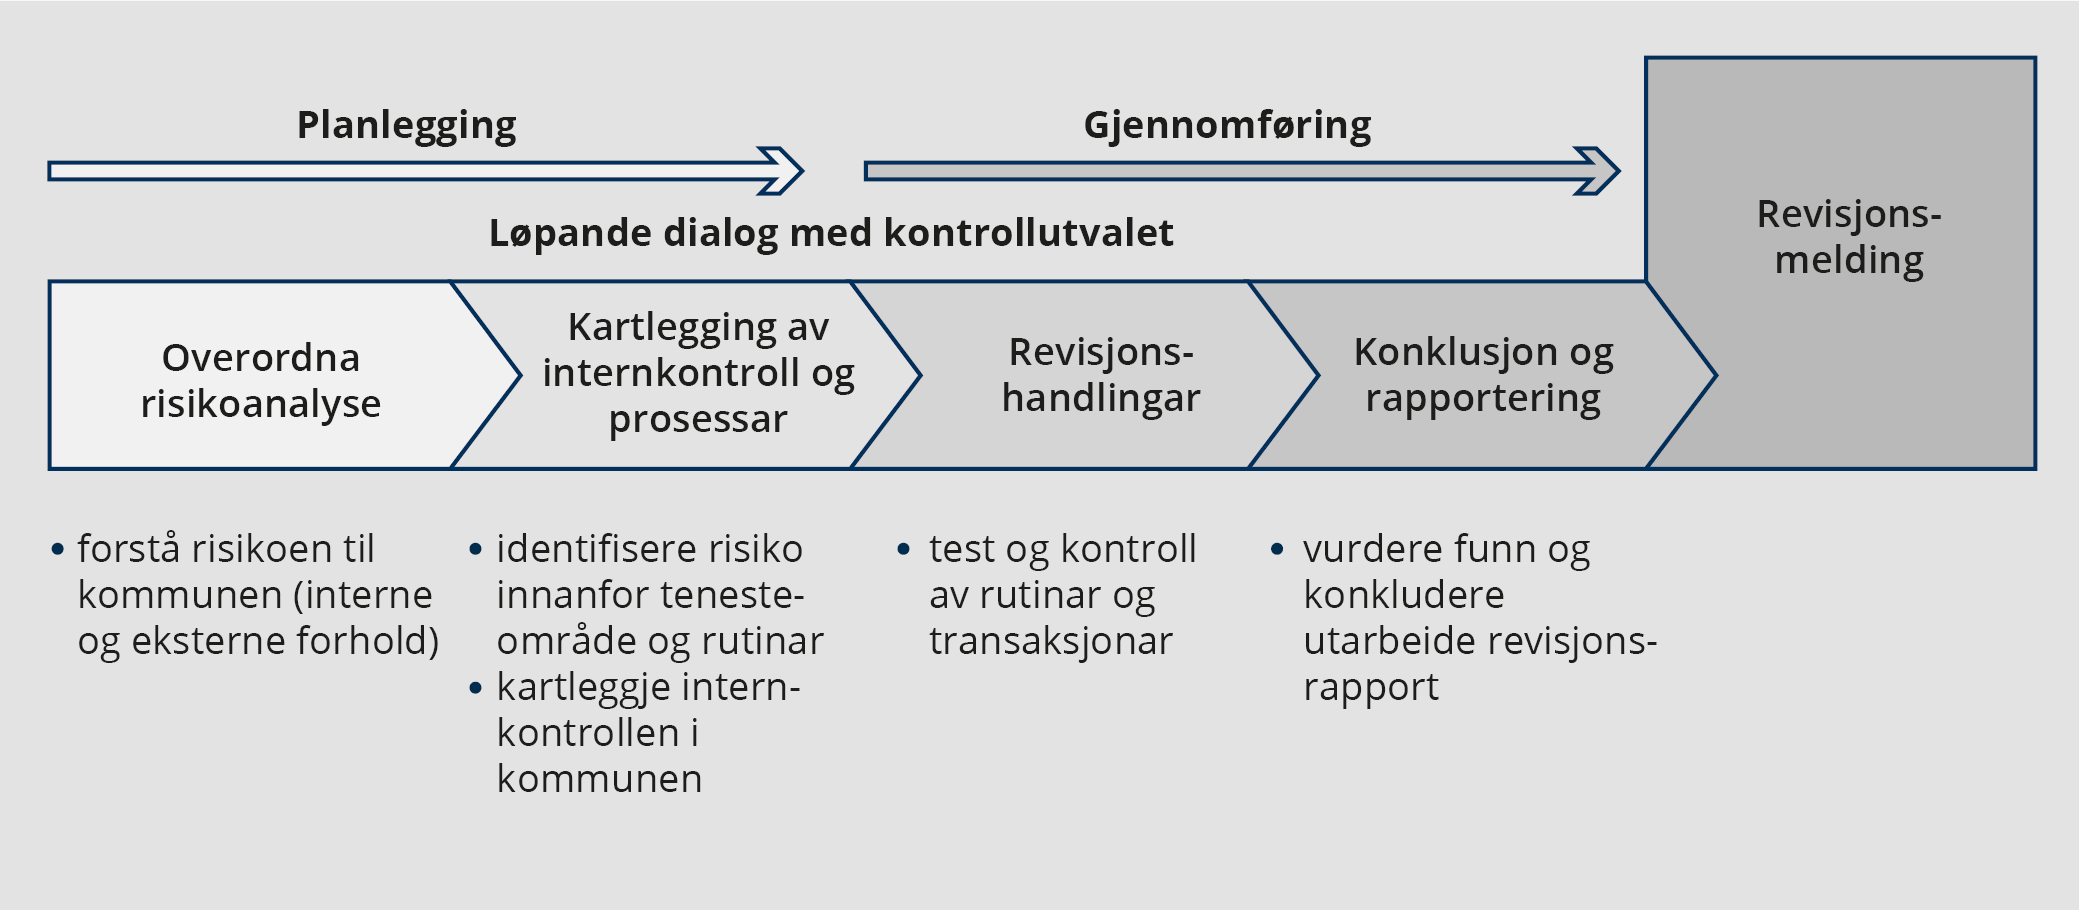 Planlegging
Gjennomføring
Løpande dialog med kontrollutvalet
Overordna
risikoanalyse
Kartlegging av
internkontroll og
prosessar
Revisjons-
handlingar
Konklusjon og
rapportering
Revisjons-
melding
• forstå risikoen til
kommunen (interne
og eksterne forhold)
• identifisere risiko
innanfor teneste-
område og rutinar
• kartleggje intern-
kontrollen i
kommunen
• test og kontroll
av rutinar og
transaksjonar
• vurdere funn og
konkludere
utarbeide revisjons-
rapport